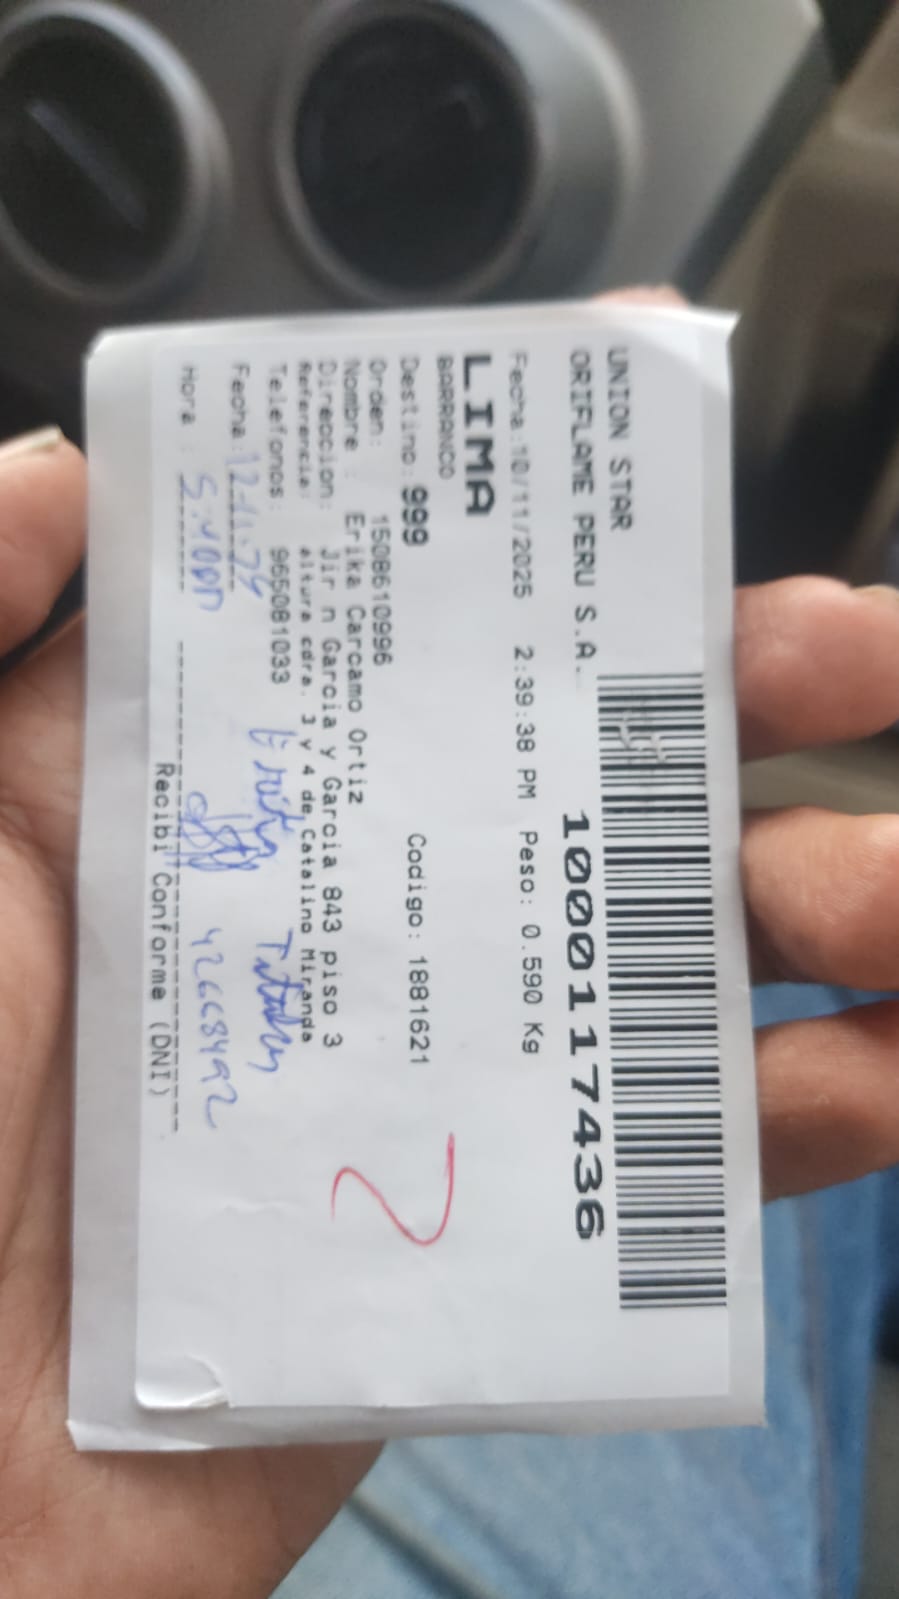 UNION STAR
ORIFLAME PERU S.A.
10001117436
Fecha:10/11/2025 2:39:38 PM Peso: 0.590 Kg
LIMA
BARRANCO
Destino: 999 Codigo: 1881621
Orden: 1508610996
Nombre : Erika Carcamo Ortiz
Direccion: Jir n Garcia y Garcia 843 piso 3
Referencia: altura cdra. 3 y 4 de Catalino Miranda
Telefonos: 965081033
Fecha:
Hora : 42668492
Recibi Conforme (DNI)